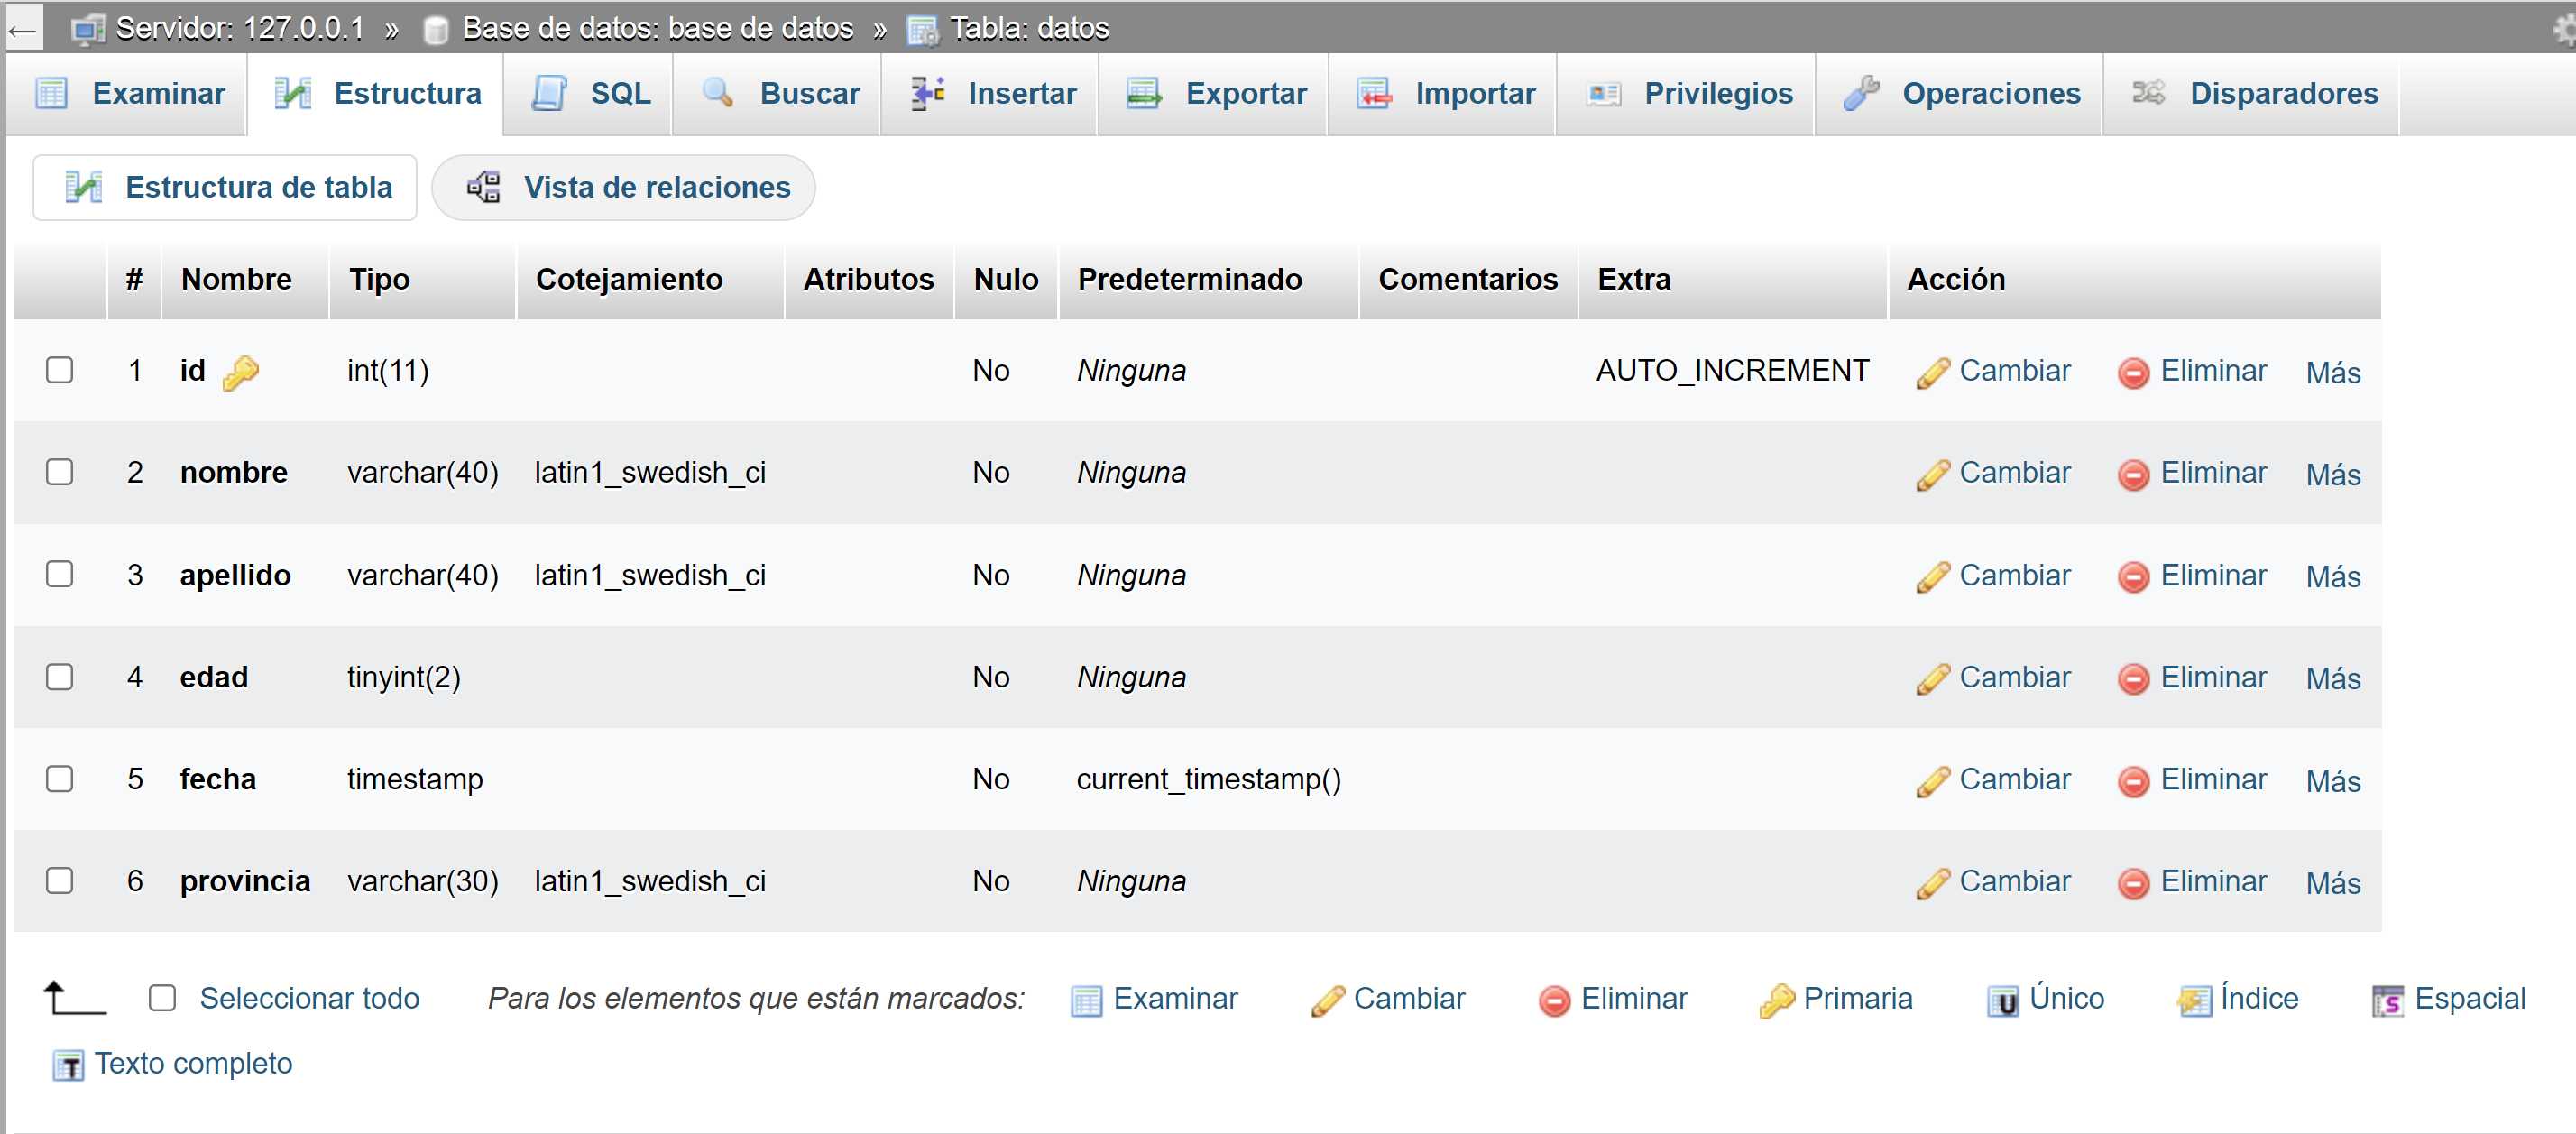 ← Servidor: 127.0.0.1 » Base de datos: base de datos » Tabla: datos
Examinar Estructura SQL Buscar Insertar Exportar Importar Privilegios Operaciones Disparadores
Estructura de tabla Vista de relaciones
# Nombre Tipo Cotejamiento Atributos Nulo Predeterminado Comentarios Extra Acción
1 id int(11) No Ninguna AUTO_INCREMENT Cambiar Eliminar Más
2 nombre varchar(40) latin1_swedish_ci No Ninguna Cambiar Eliminar Más
3 apellido varchar(40) latin1_swedish_ci No Ninguna Cambiar Eliminar Más
4 edad tinyint(2) No Ninguna Cambiar Eliminar Más
5 fecha timestamp No current_timestamp() Cambiar Eliminar Más
6 provincia varchar(30) latin1_swedish_ci No Ninguna Cambiar Eliminar Más
Seleccionar todo Para los elementos que están marcados: Examinar Cambiar Eliminar Primaria Único Índice Espacial
Texto completo